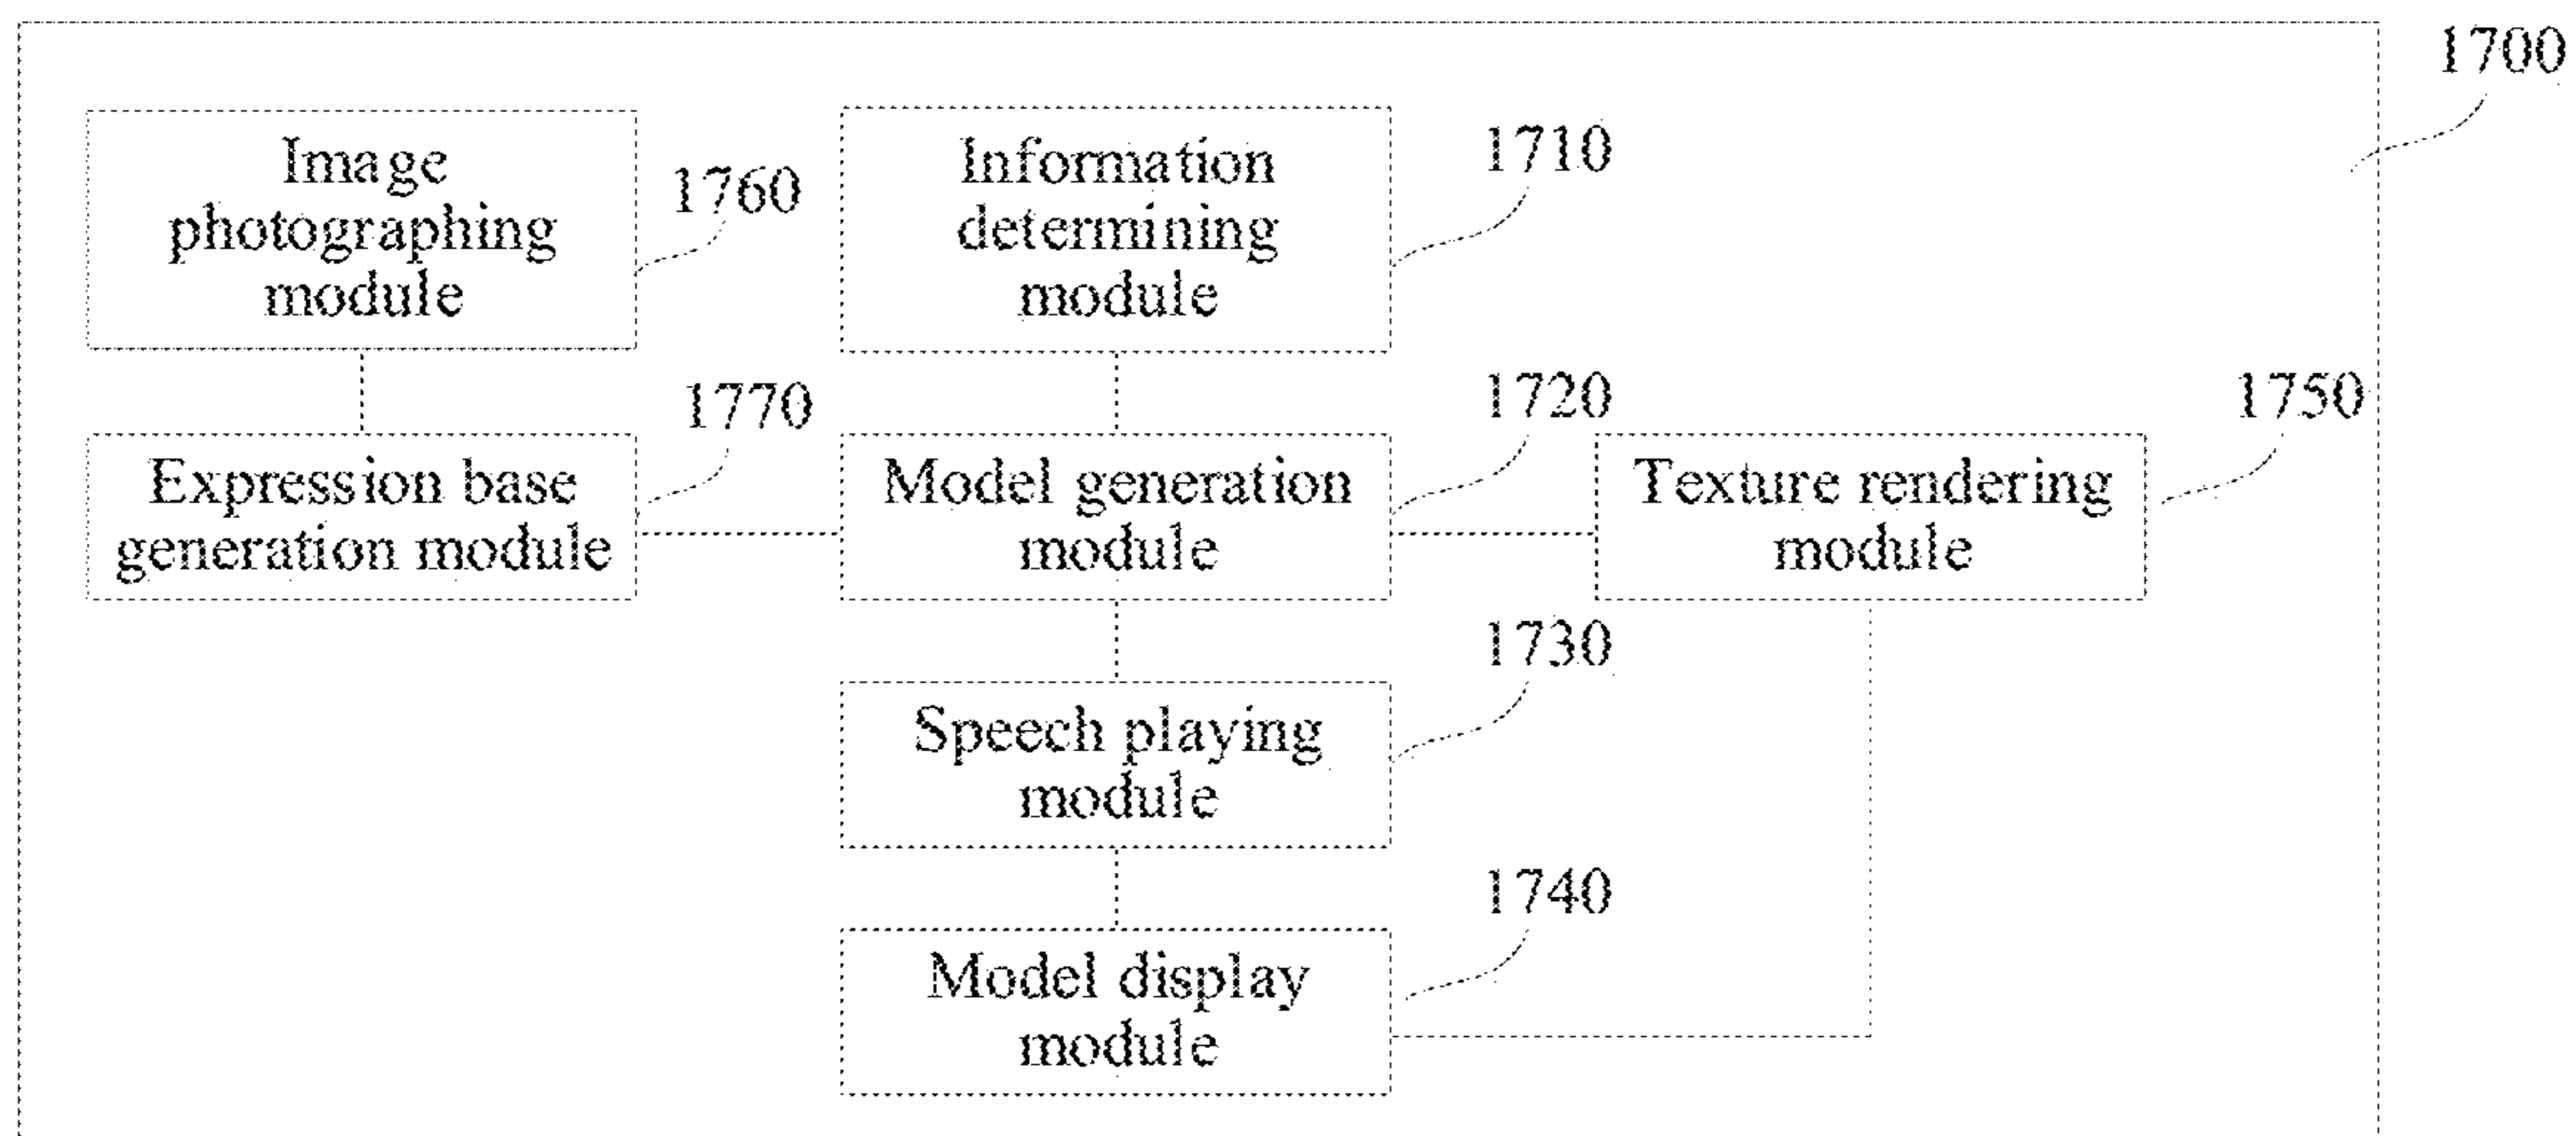 1700
Image
photographing
module
1760
Information
determining
module
1710
Expression base
generation module
1770
Model generation
module
1720
Texture rendering
module
1750
Speech playing
module
1730
Model display
module
1740